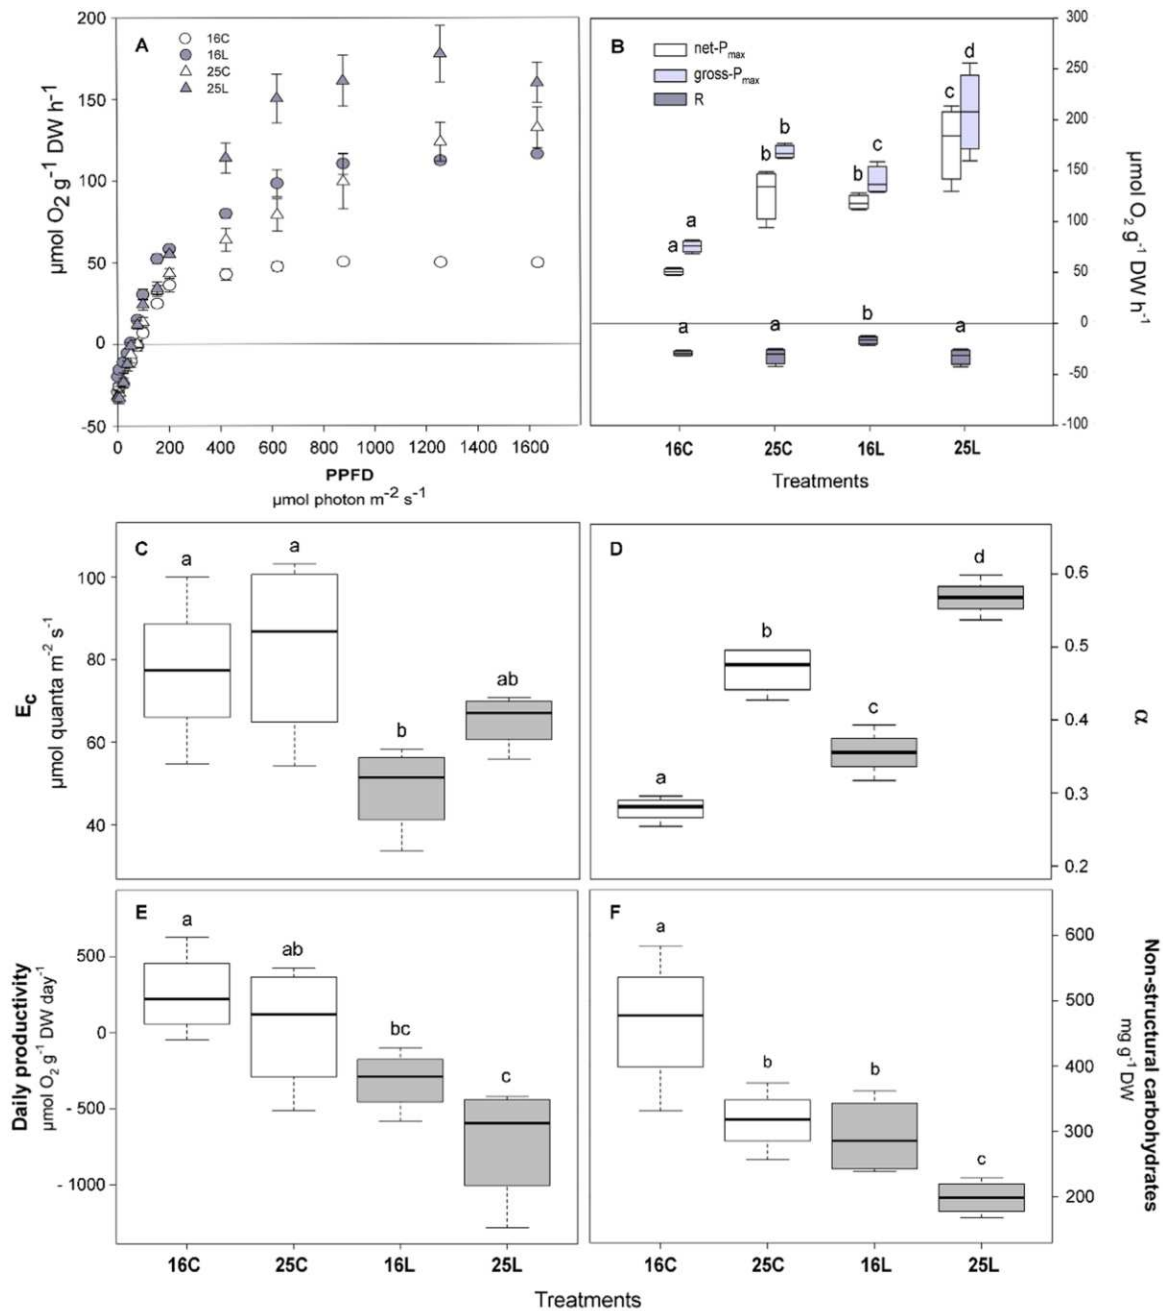 A
16C
16L
25C
25L
200
150
100
50
0
-50
µmol O2 g-1 DW h-1
0 200 400 600 800 1000 1200 1400 1600
PPFD
µmol photon m-2 s-1
B
net-Pmax
gross-Pmax
R
a a b b b c c d
a a b a
300
250
200
150
100
50
0
-50
-100
µmol O2 g-1 DW h-1
16C 25C 16L 25L
Treatments
C
a a b ab
100
80
60
40
EC
µmol quanta m-2 s-1
D
a b c d
0.6
0.5
0.4
0.3
0.2
α
E
a ab bc c
500
0
- 500
- 1000
Daily productivity
µmol O2 g-1 DW day-1
16C 25C 16L 25L
F
a b b c
600
500
400
300
200
Non-structural carbohydrates
mg g-1 DW
16C 25C 16L 25L
Treatments